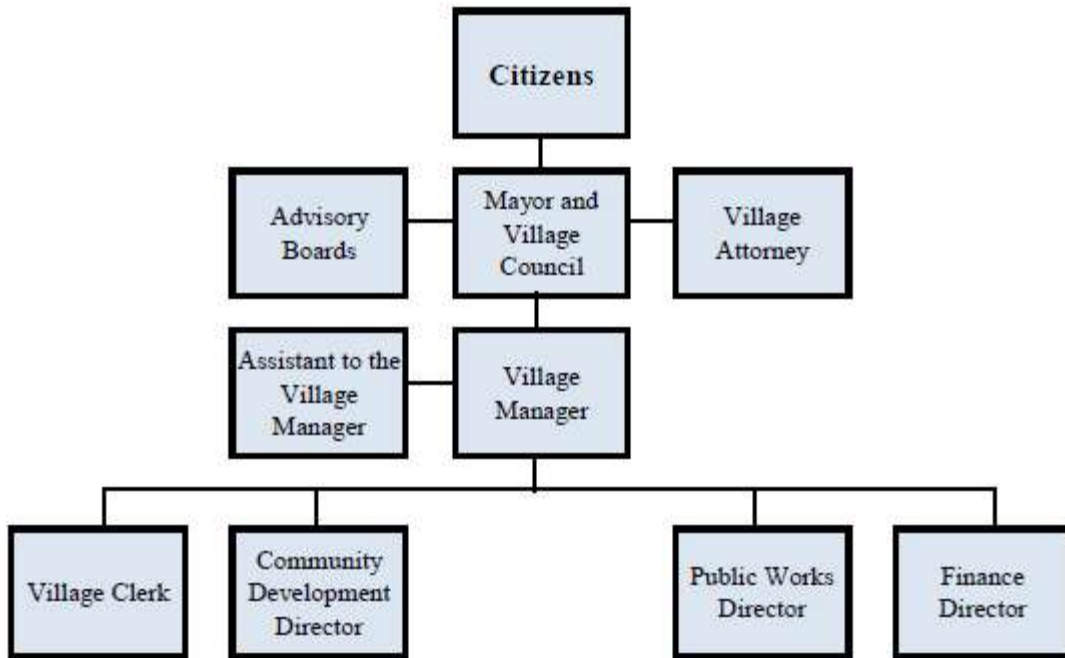 Citizens
Advisory
Boards
Mayor and
Village
Council
Village
Attorney
Assistant to the
Village
Manager
Village
Manager
Village Clerk
Community
Development
Director
Public Works
Director
Finance
Director